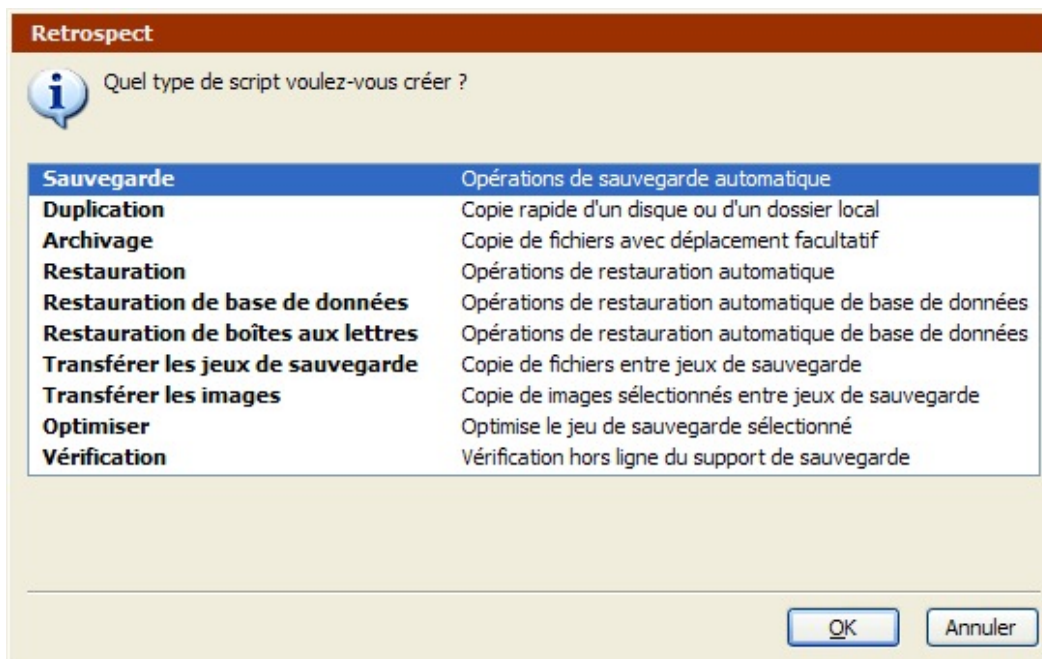 Retrospect
Quel type de script voulez-vous créer ?
Sauvegarde Opérations de sauvegarde automatique
Duplication Copie rapide d'un disque ou d'un dossier local
Archivage Copie de fichiers avec déplacement facultatif
Restauration Opérations de restauration automatique
Restauration de base de données Opérations de restauration automatique de base de données
Restauration de boîtes aux lettres Opérations de restauration automatique de base de données
Transférer les jeux de sauvegarde Copie de fichiers entre jeux de sauvegarde
Transférer les images Copie de images sélectionnés entre jeux de sauvegarde
Optimiser Optimise le jeu de sauvegarde sélectionné
Vérification Vérification hors ligne du support de sauvegarde
OK Annuler